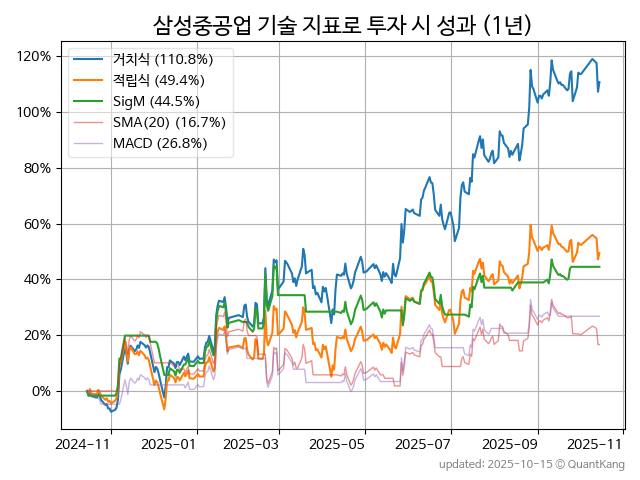 삼성중공업 기술 지표로 투자 시 성과 (1년)
120%
100%
80%
60%
40%
20%
0%
거치식 (110.8%)
적립식 (49.4%)
SigM (44.5%)
SMA(20) (16.7%)
MACD (26.8%)
2024-11
2025-01
2025-03
2025-05
2025-07
2025-09
2025-11
updated: 2025-10-15 ⓒ QuantKang